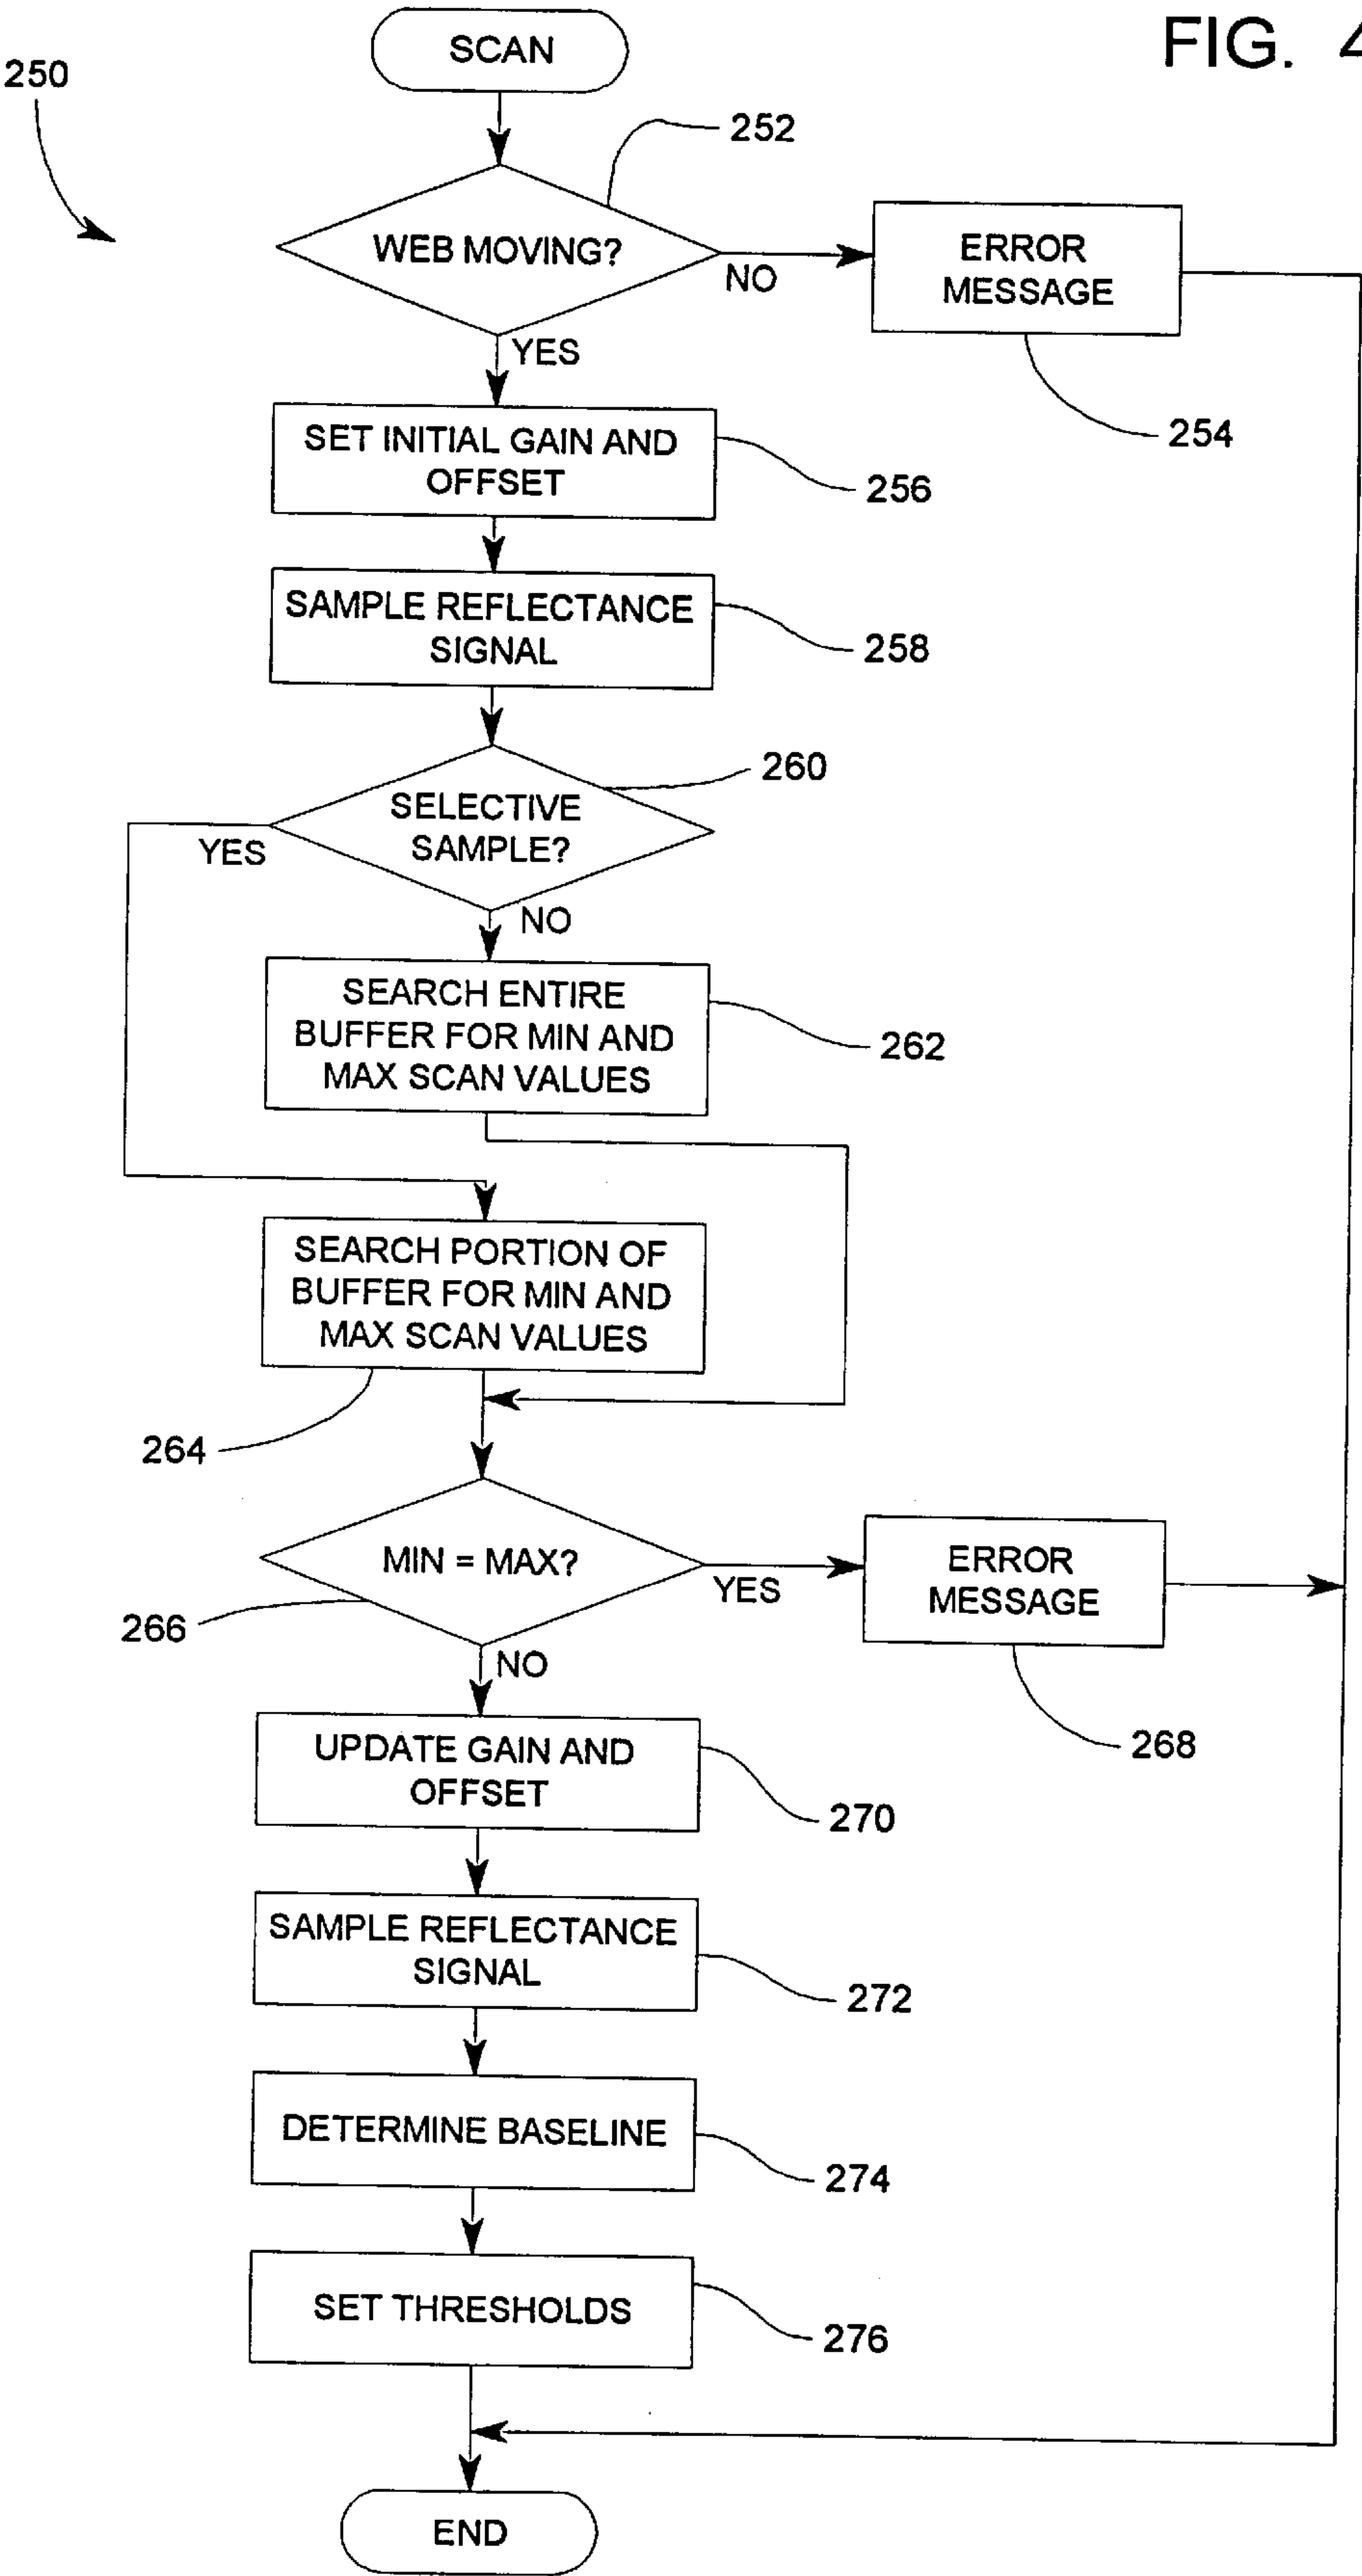 FIG. 4
250
SCAN
252
WEB MOVING?
NO
ERROR
MESSAGE
254
YES
SET INITIAL GAIN AND
OFFSET
256
SAMPLE REFLECTANCE
SIGNAL
258
260
SELECTIVE
SAMPLE?
YES
NO
SEARCH ENTIRE
BUFFER FOR MIN AND
MAX SCAN VALUES
262
SEARCH PORTION OF
BUFFER FOR MIN AND
MAX SCAN VALUES
264
MIN = MAX?
266
YES
ERROR
MESSAGE
268
NO
UPDATE GAIN AND
OFFSET
270
SAMPLE REFLECTANCE
SIGNAL
272
DETERMINE BASELINE
274
SET THRESHOLDS
276
END